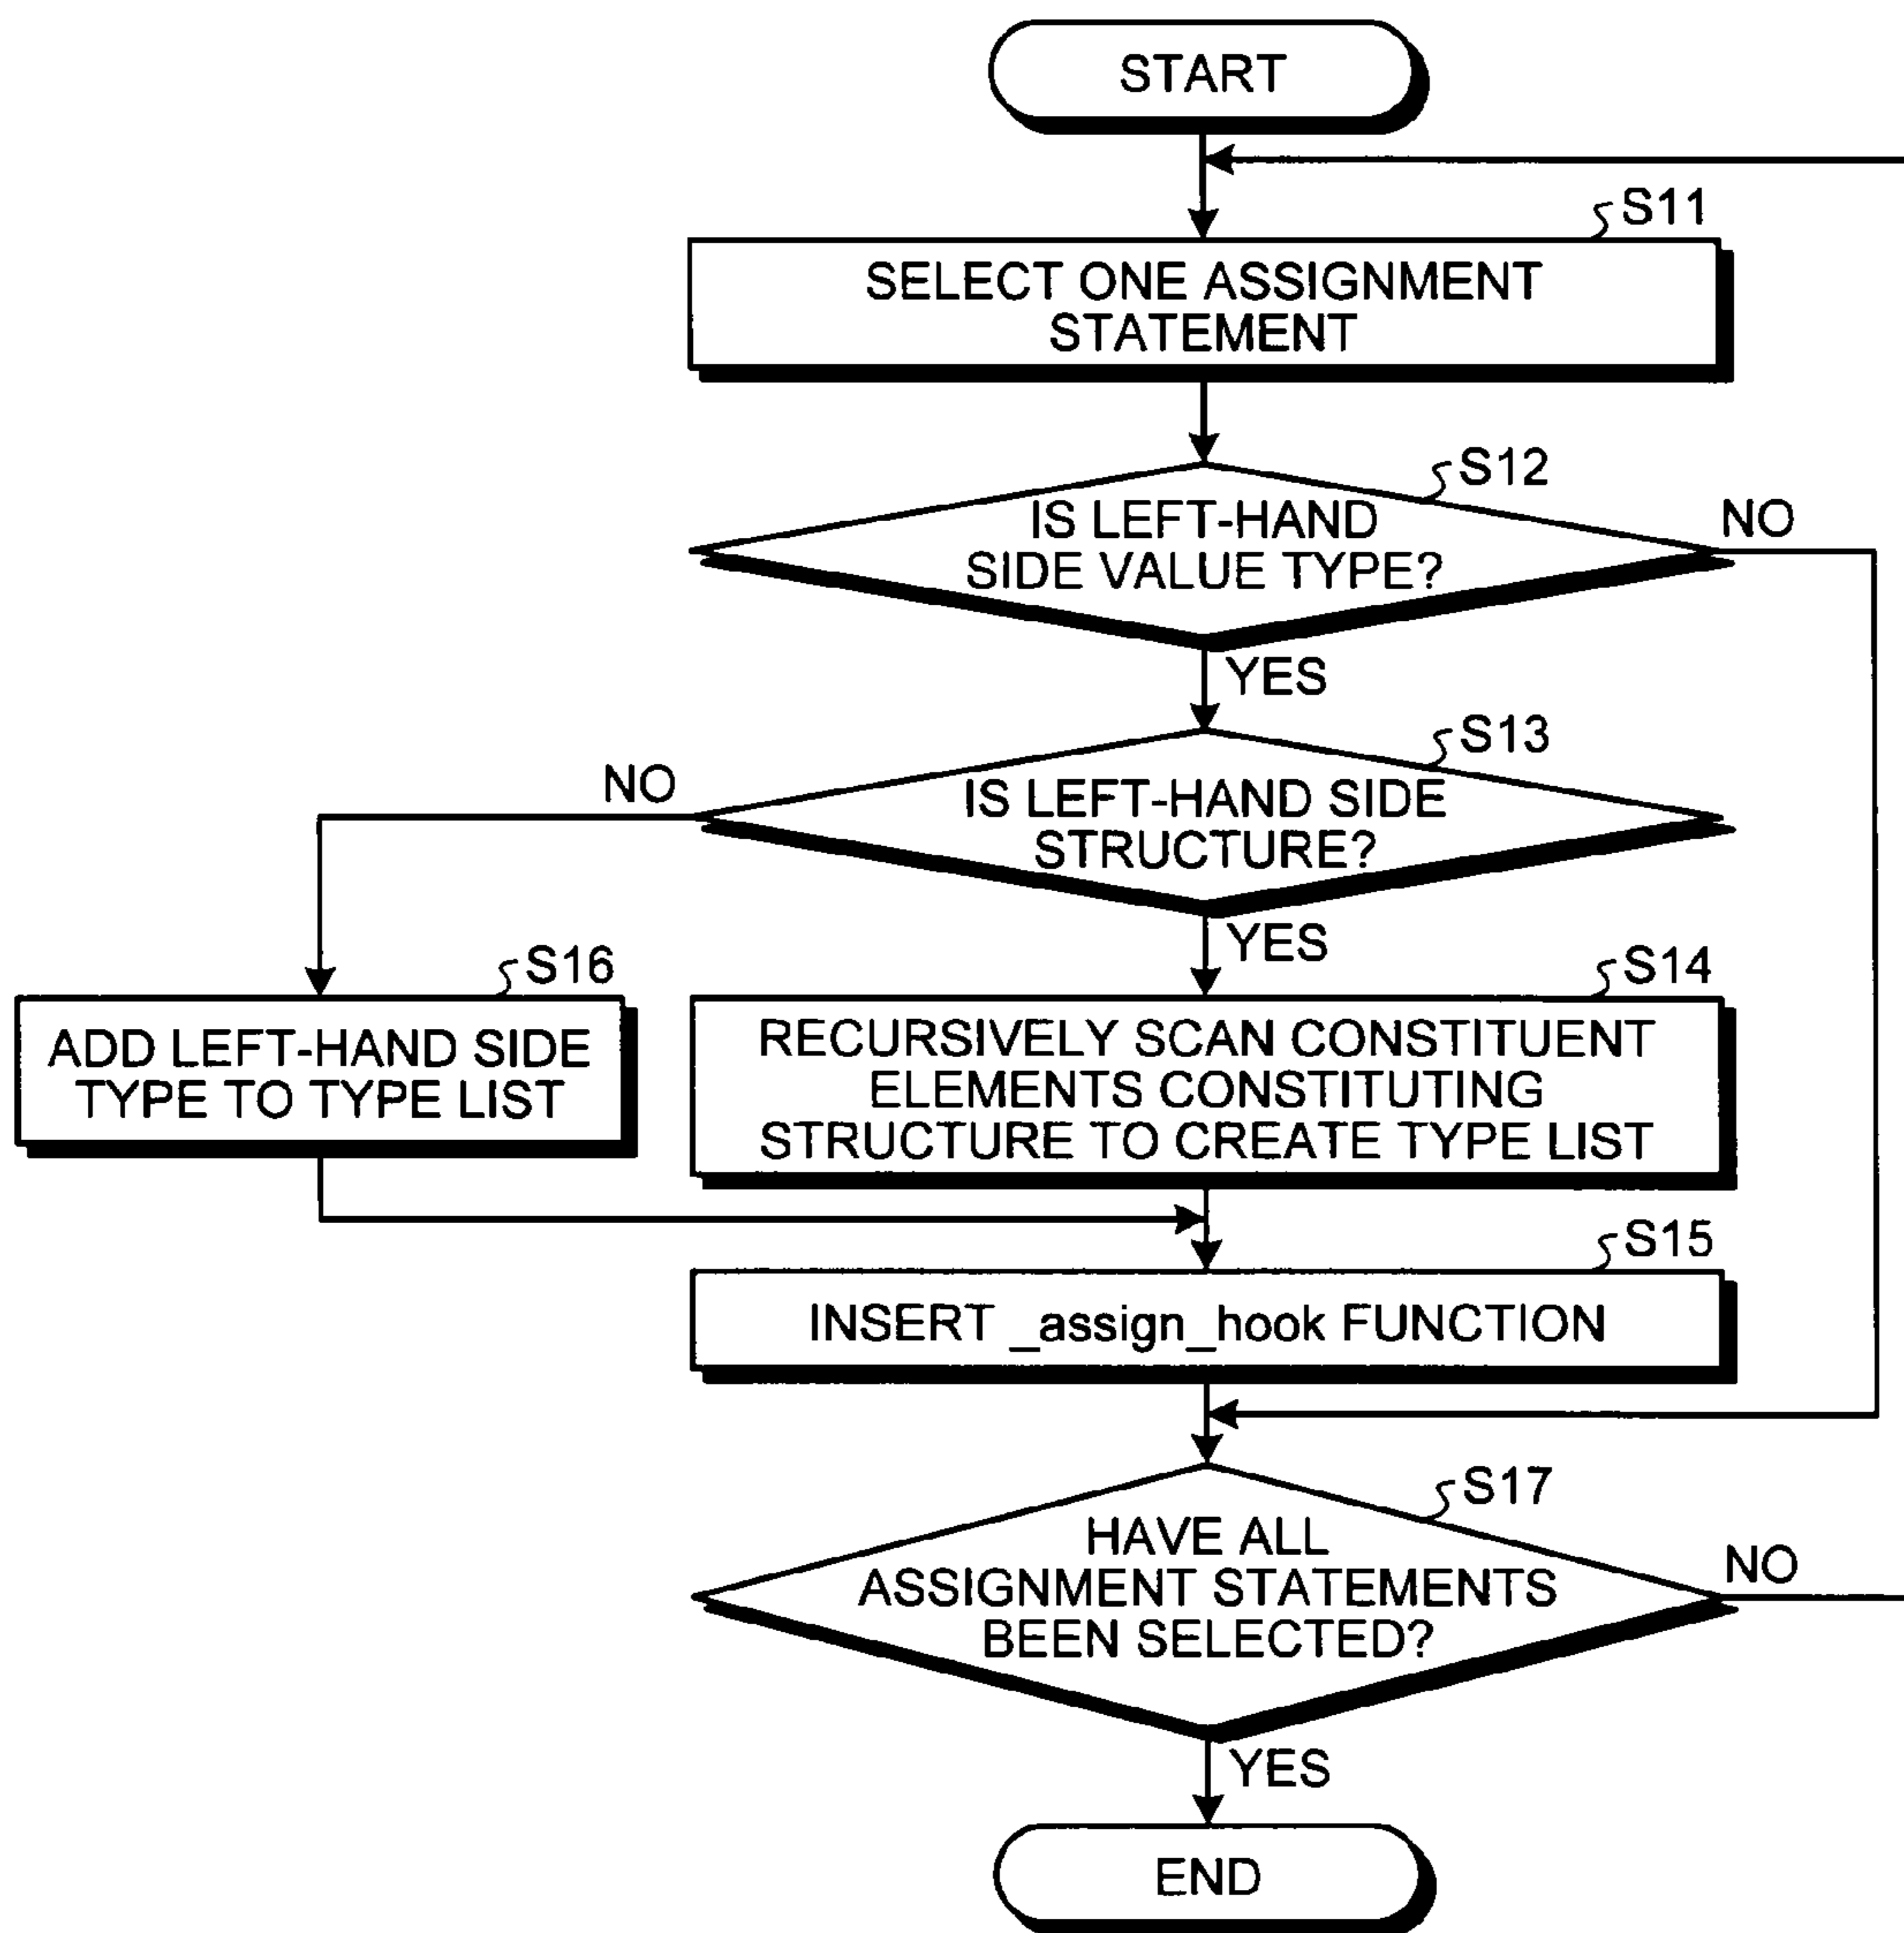 START
S11
SELECT ONE ASSIGNMENT
STATEMENT
S12
IS LEFT-HAND
SIDE VALUE TYPE?
NO
YES
S13
NO
IS LEFT-HAND SIDE
STRUCTURE?
YES
S16
S14
ADD LEFT-HAND SIDE
TYPE TO TYPE LIST
RECURSIVELY SCAN CONSTITUENT
ELEMENTS CONSTITUTING
STRUCTURE TO CREATE TYPE LIST
S15
INSERT _assign_hook FUNCTION
S17
HAVE ALL
ASSIGNMENT STATEMENTS
BEEN SELECTED?
NO
YES
END